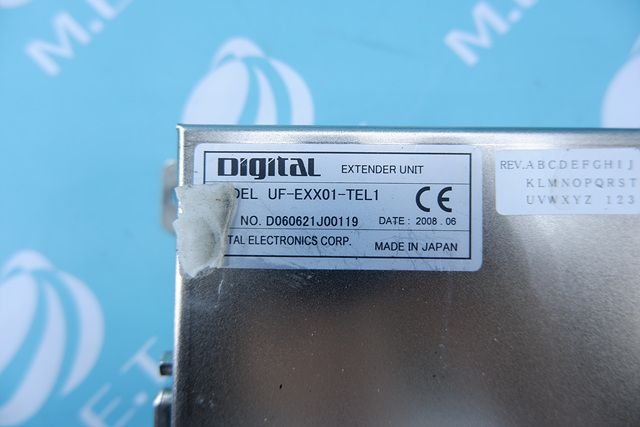 Digital EXTENDER UNIT
DEL UF-EXX01-TEL1
NO. D060621J00119 DATE : 2008 . 06
TAL ELECTRONICS CORP. MADE IN JAPAN
CE
REV. A B C D E F G H I J
K L M N O P Q R S T
U V W X Y Z 1 2 3
M.
M.
E.T